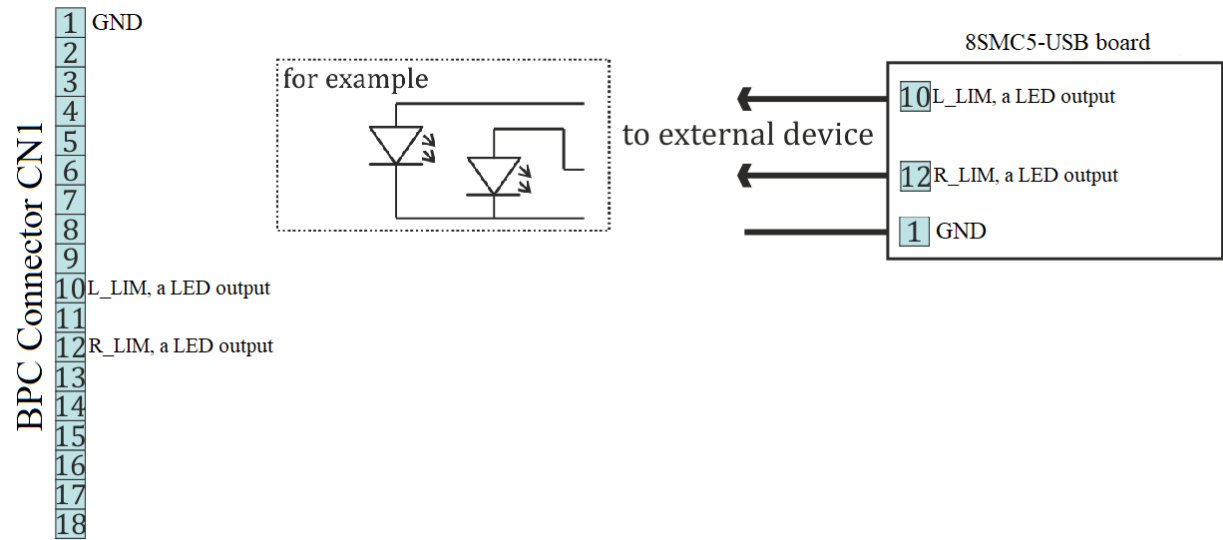 BPC Connector CN1
1 GND
2
3
4
5
6
7
8
9
10 L_LIM, a LED output
11
12 R_LIM, a LED output
13
14
15
16
17
18
for example
to external device
8SMC5-USB board
10 L_LIM, a LED output
12 R_LIM, a LED output
1 GND